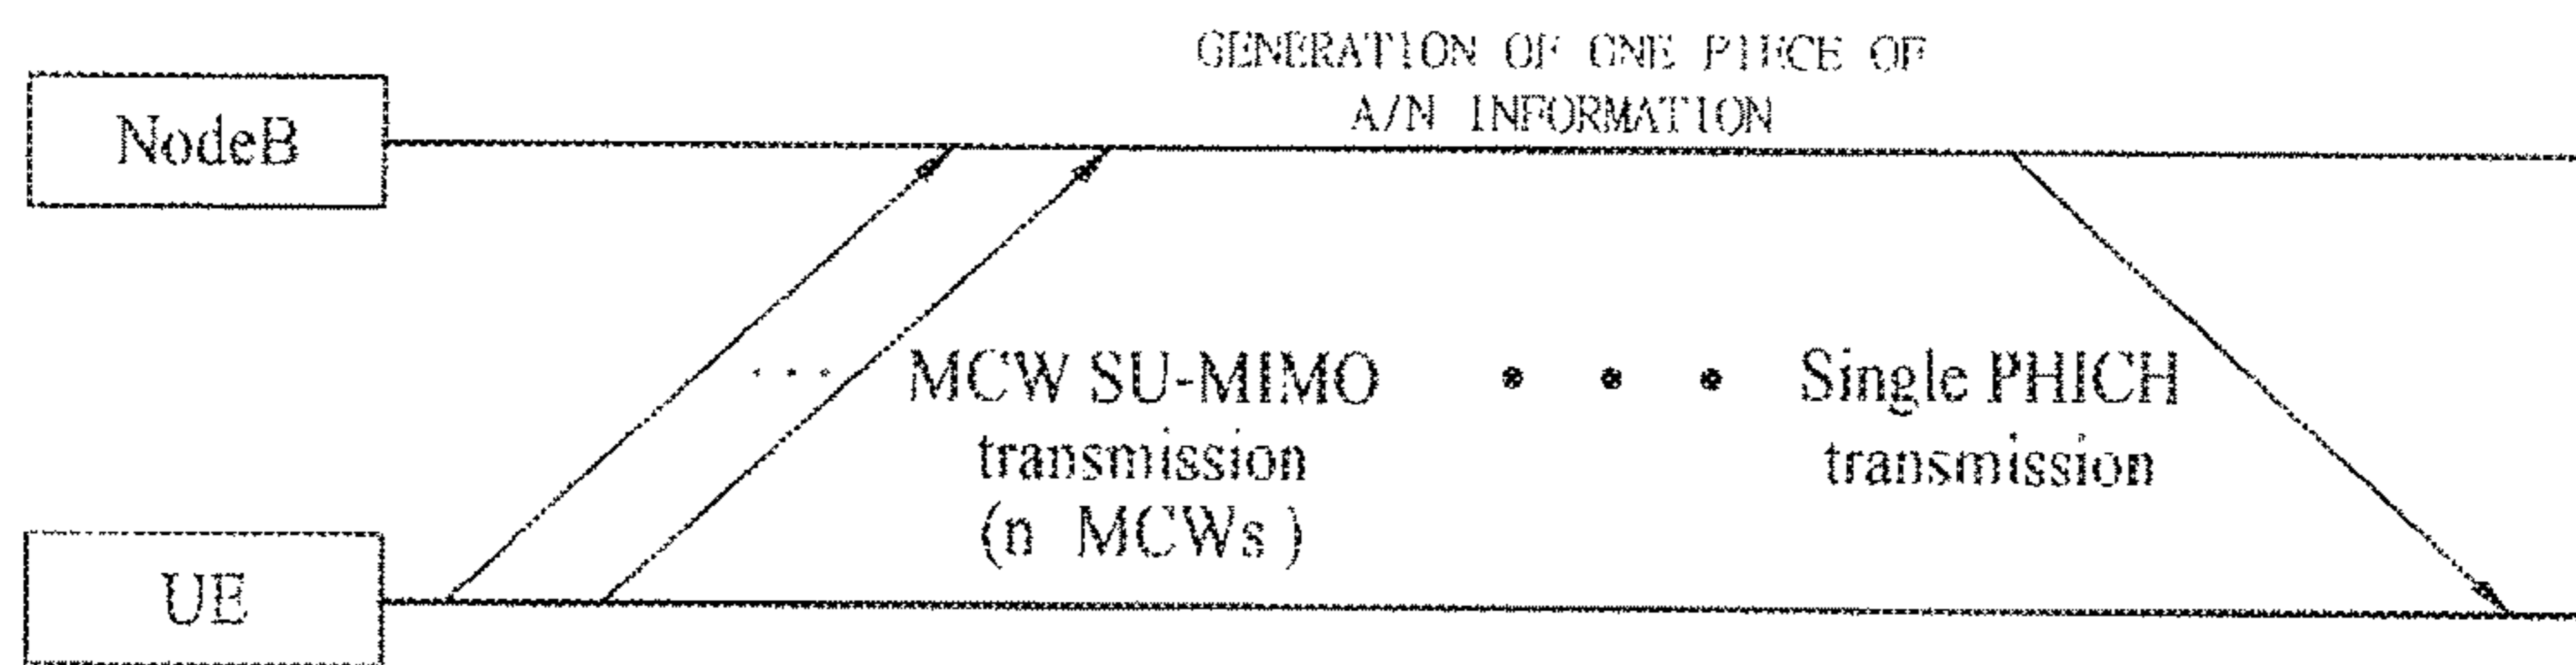 GENERATION OF ONE PIECE OF
A/N INFORMATION
NodeB
... MCW SU-MIMO
transmission
(n MCWs)
• • •
Single PHICH
transmission
UE